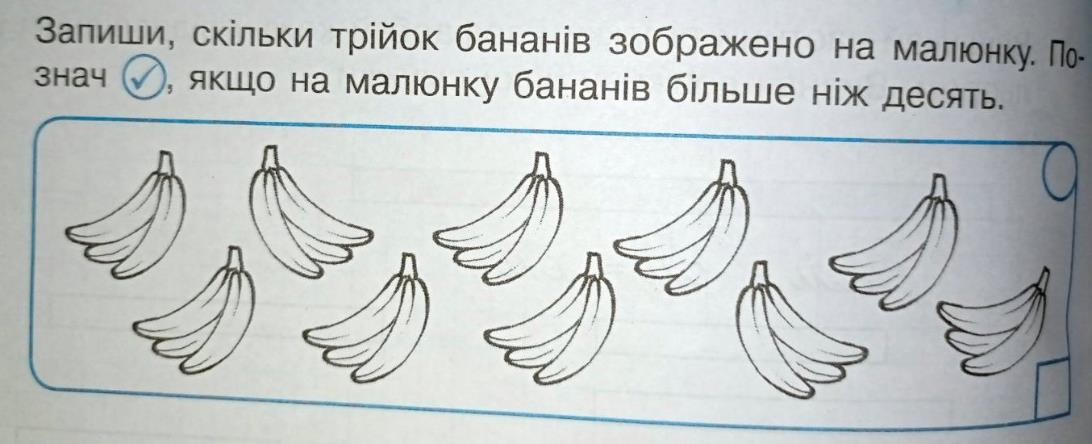 Запиши, скільки трійок бананів зображено на малюнку. По-
знач ✓, якщо на малюнку бананів більше ніж десять.